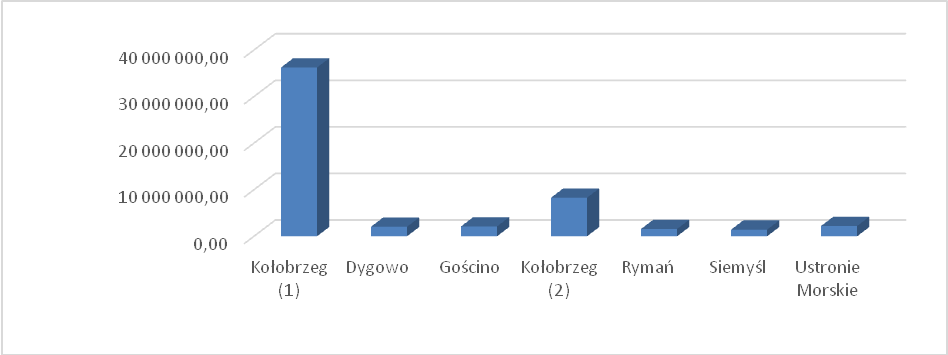 40 000 000,00
30 000 000,00
20 000 000,00
10 000 000,00
0,00
Kołobrzeg Dygowo Gościno Kołobrzeg Rymań Siemyśl Ustronie
(1) (2) Morskie